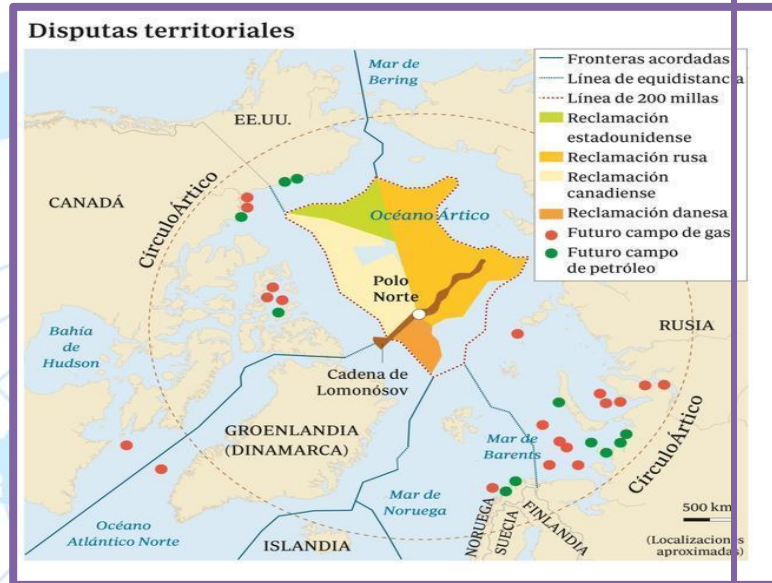 Disputas territoriales
Fronteras acordadas
Línea de equidistancia
Línea de 200 millas
Reclamación
estadounidense
Reclamación rusa
Reclamación
canadiense
Reclamación danesa
Futuro campo de gas
Futuro campo
de petróleo
Mar de
Bering
EE.UU.
CANADÁ
Círculo Ártico
Océano Ártico
Polo
Norte
RUSIA
Bahía
de
Hudson
Cadena de
Lomonósov
GROENLANDIA
(DINAMARCA)
Mar de
Barents
Círculo Ártico
Mar de
Noruega
Océano
Atlántico Norte
ISLANDIA
NORUEGA
SUECIA
FINLANDIA
500 km
(Localizaciones
aproximadas)